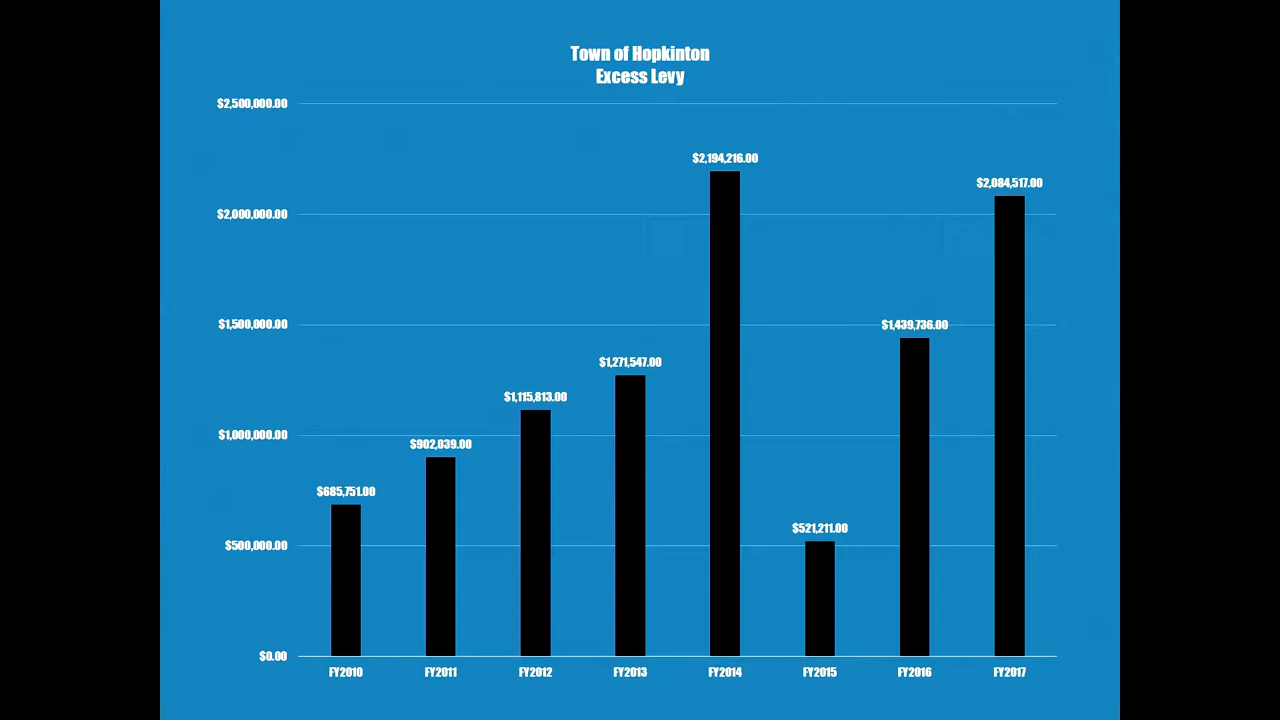 Town of Hopkinton
Excess Levy
$2,500,000.00
$2,000,000.00
$1,500,000.00
$1,000,000.00
$500,000.00
$0.00
$685,751.00
$902,039.00
$1,115,813.00
$1,271,547.00
$2,194,216.00
$521,211.00
$1,439,736.00
$2,084,517.00
FY2010
FY2011
FY2012
FY2013
FY2014
FY2015
FY2016
FY2017